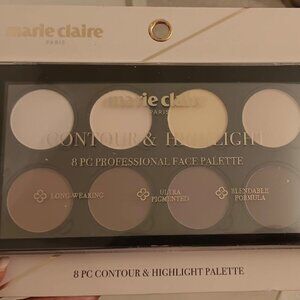 marie claire
PARIS
marie claire
PARIS
CONTOUR & HIGHLIGHT
8 PC PROFESSIONAL FACE PALETTE
LONG-WEARING
ULTRA
PIGMENTED
BLENDABLE
FORMULA
8 PC CONTOUR & HIGHLIGHT PALETTE